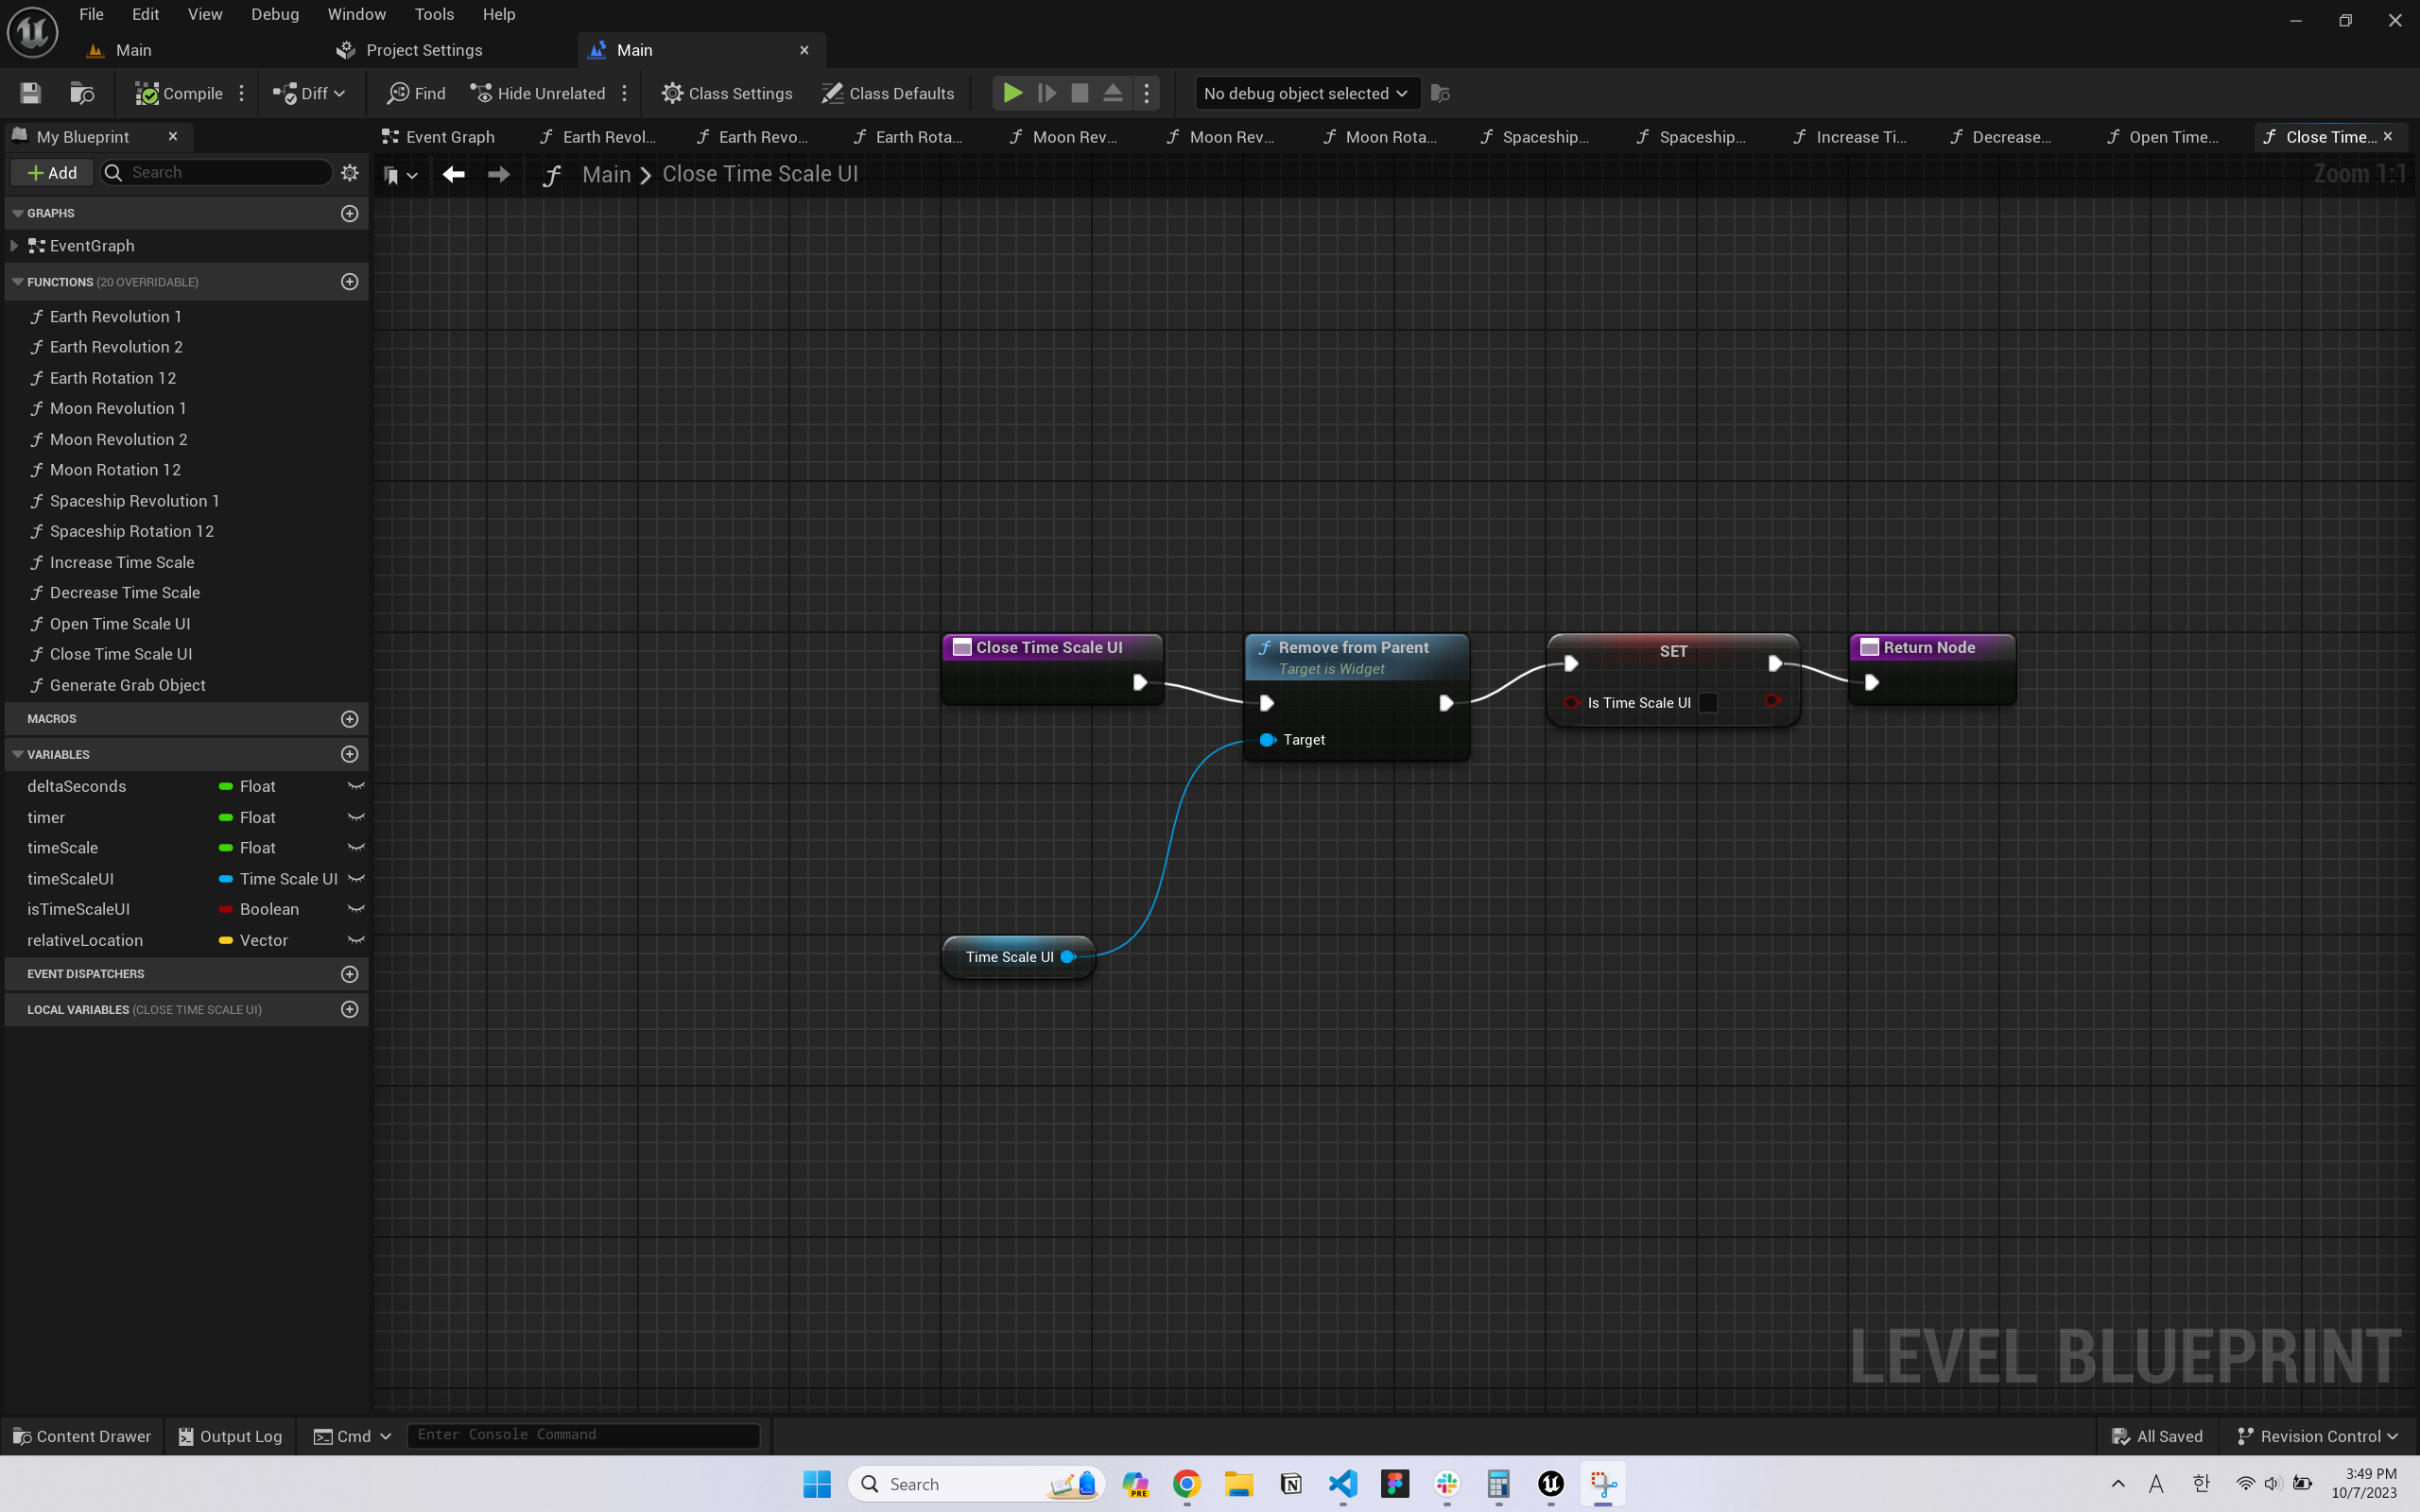 File Edit View Debug Window Tools Help
Main Project Settings Main
Compile Diff Find Hide Unrelated Class Settings Class Defaults No debug object selected
My Blueprint Event Graph Earth Revol... Earth Revo... Earth Rota... Moon Rev... Moon Rev... Moon Rota... Spaceship... Spaceship... Increase Ti... Decrease... Open Time... Close Time...
Add Search Main Close Time Scale UI Zoom 1:1
GRAPHS
EventGraph
FUNCTIONS (20 OVERRIDABLE)
Earth Revolution 1
Earth Revolution 2
Earth Rotation 12
Moon Revolution 1
Moon Revolution 2
Moon Rotation 12
Spaceship Revolution 1
Spaceship Rotation 12
Increase Time Scale
Decrease Time Scale
Open Time Scale UI
Close Time Scale UI
Generate Grab Object
MACROS
VARIABLES
deltaSeconds Float
timer Float
timeScale Float
timeScaleUI Time Scale UI
isTimeScaleUI Boolean
relativeLocation Vector
EVENT DISPATCHERS
LOCAL VARIABLES (CLOSE TIME SCALE UI)
Close Time Scale UI
Remove from Parent
Target is Widget
Target
SET
Is Time Scale UI
Return Node
Time Scale UI
LEVEL BLUEPRINT
Content Drawer Output Log Cmd Enter Console Command All Saved Revision Control
Search PRE A 한 3:49 PM
10/7/2023